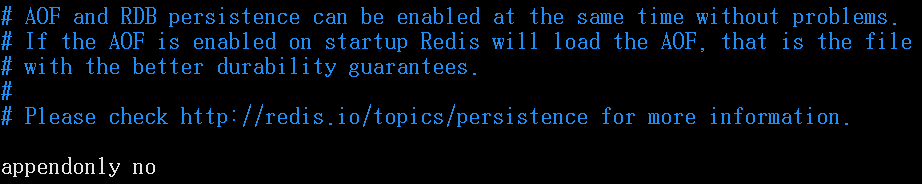 # AOF and RDB persistence can be enabled at the same time without problems.
# If the AOF is enabled on startup Redis will load the AOF, that is the file
# with the better durability guarantees.
#
# Please check http://redis.io/topics/persistence for more information.
appendonly no